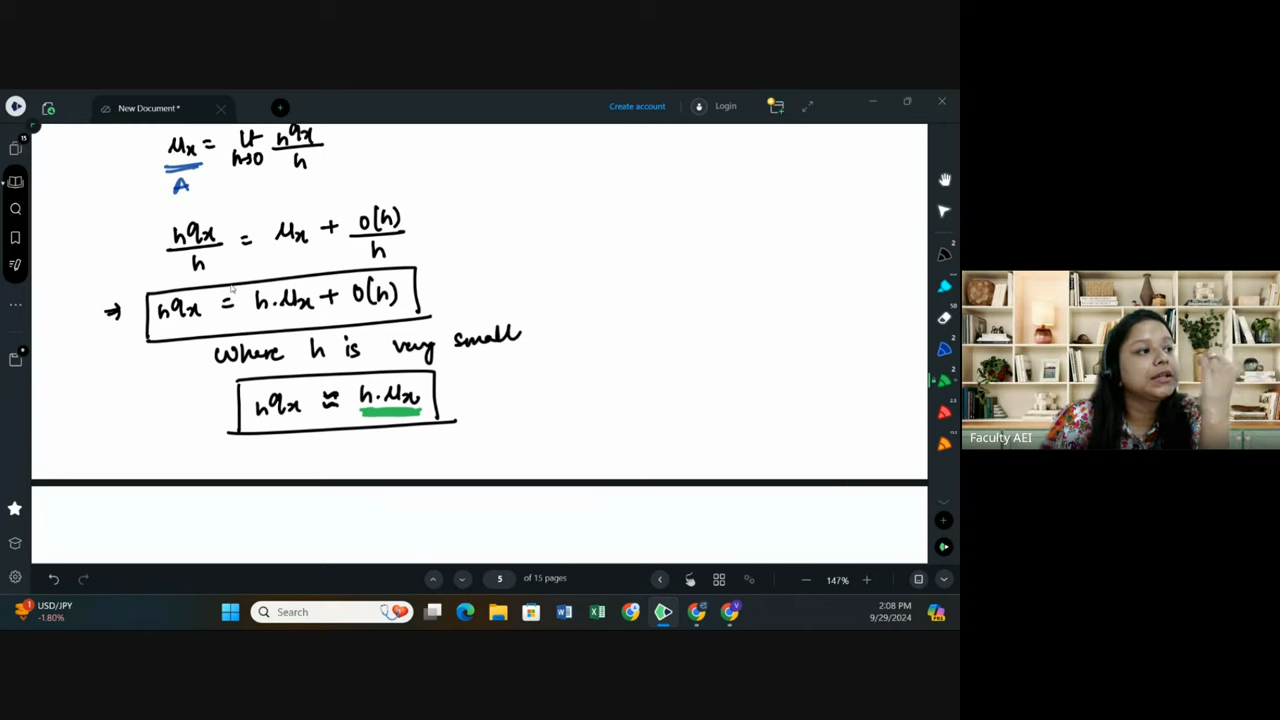 New Document*
Create account
Login
15
μx = Lt hqx
h→0 h
A
hqx = μx + O(h)
h h
⇒ hqx = h.μx + O(h)
where h is very small
hqx ≈ h.μx
Faculty AEI
5 of 15 pages
147%
USD/JPY
-1.80%
Search
2:08 PM
9/29/2024